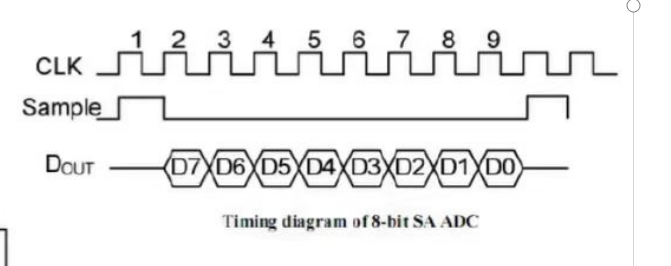 1 2 3 4 5 6 7 8 9
CLK
Sample
DOUT D7 D6 D5 D4 D3 D2 D1 D0
Timing diagram of 8-bit SA ADC